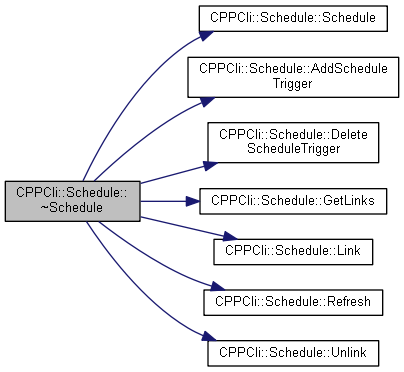 CPPCli::Schedule::Schedule
CPPCli::Schedule::AddSchedule
Trigger
CPPCli::Schedule::Delete
ScheduleTrigger
CPPCli::Schedule::
~Schedule
CPPCli::Schedule::GetLinks
CPPCli::Schedule::Link
CPPCli::Schedule::Refresh
CPPCli::Schedule::Unlink